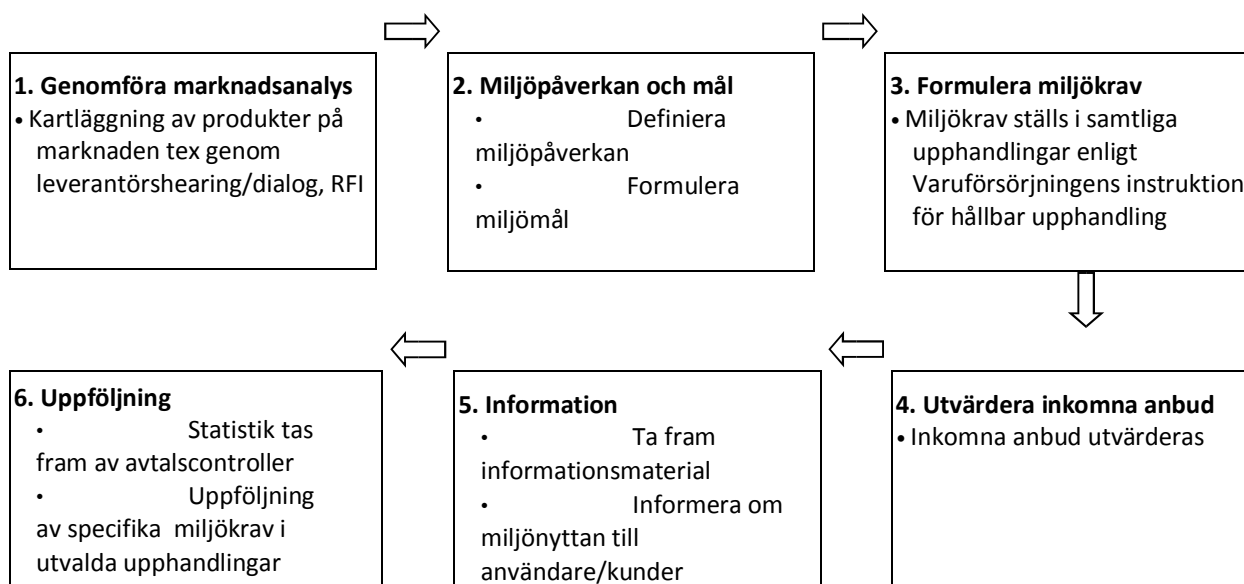 1. Genomföra marknadsanalys
• Kartläggning av produkter på
marknaden tex genom
leverantörshearing/dialog, RFI
2. Miljöpåverkan och mål
• Definiera
miljöpåverkan
• Formulera
miljömål
3. Formulera miljökrav
• Miljökrav ställs i samtliga
upphandlingar enligt
Varuförsörjningens instruktion
för hållbar upphandling
4. Utvärdera inkomna anbud
• Inkomna anbud utvärderas
5. Information
• Ta fram
informationsmaterial
• Informera om
miljönyttan till
användare/kunder
6. Uppföljning
• Statistik tas
fram av avtalscontroller
• Uppföljning
av specifika miljökrav i
utvalda upphandlingar